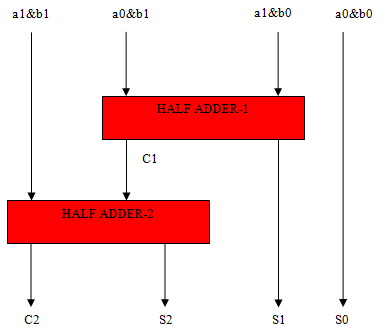 a1&b1 a0&b1 a1&b0 a0&b0
HALF ADDER-1
C1
HALF ADDER-2
C2 S2 S1 S0